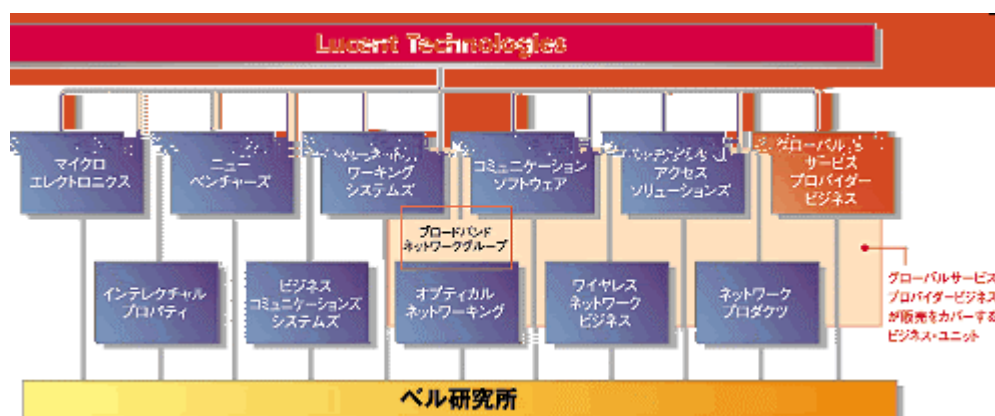 Lucent Technologies
マイクロ
エレクトロニクス
ニュー
ベンチャーズ
ワーキング
システムズ
コミュニケーション
ソフトウェア
アクセス
ソリューションズ
グローバル
サービス
プロバイダー
ビジネス
ブロードバンド
ネットワークグループ
インテレクチャル
プロパティ
ビジネス
コミュニケーションズ
システムズ
オプティカル
ネットワーキング
ワイヤレス
ネットワーク
ビジネス
ネットワーク
プロダクツ
グローバルサービス
プロバイダービジネス
が販売をカバーする
ビジネス・ユニット
ベル研究所